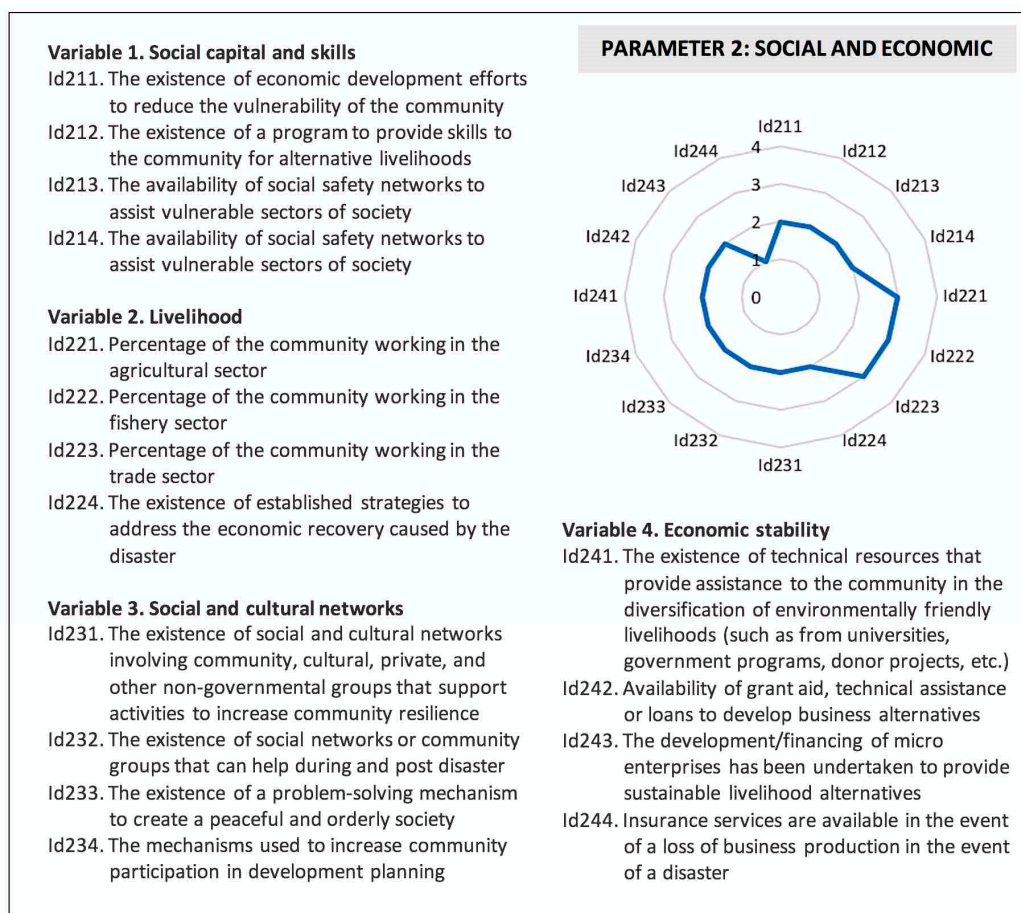 PARAMETER 2: SOCIAL AND ECONOMIC
Variable 1. Social capital and skills
Id211. The existence of economic development efforts
to reduce the vulnerability of the community
Id212. The existence of a program to provide skills to
the community for alternative livelihoods
Id213. The availability of social safety networks to
assist vulnerable sectors of society
Id214. The availability of social safety networks to
assist vulnerable sectors of society
Variable 2. Livelihood
Id221. Percentage of the community working in the
agricultural sector
Id222. Percentage of the community working in the
fishery sector
Id223. Percentage of the community working in the
trade sector
Id224. The existence of established strategies to
address the economic recovery caused by the
disaster
Variable 3. Social and cultural networks
Id231. The existence of social and cultural networks
involving community, cultural, private, and
other non-governmental groups that support
activities to increase community resilience
Id232. The existence of social networks or community
groups that can help during and post disaster
Id233. The existence of a problem-solving mechanism
to create a peaceful and orderly society
Id234. The mechanisms used to increase community
participation in development planning
Id211
Id212
Id213
Id214
Id221
Id222
Id223
Id224
Id231
Id232
Id233
Id234
Id241
Id242
Id243
Id244
4
3
2
1
0
Variable 4. Economic stability
Id241. The existence of technical resources that
provide assistance to the community in the
diversification of environmentally friendly
livelihoods (such as from universities,
government programs, donor projects, etc.)
Id242. Availability of grant aid, technical assistance
or loans to develop business alternatives
Id243. The development/financing of micro
enterprises has been undertaken to provide
sustainable livelihood alternatives
Id244. Insurance services are available in the event
of a loss of business production in the event
of a disaster